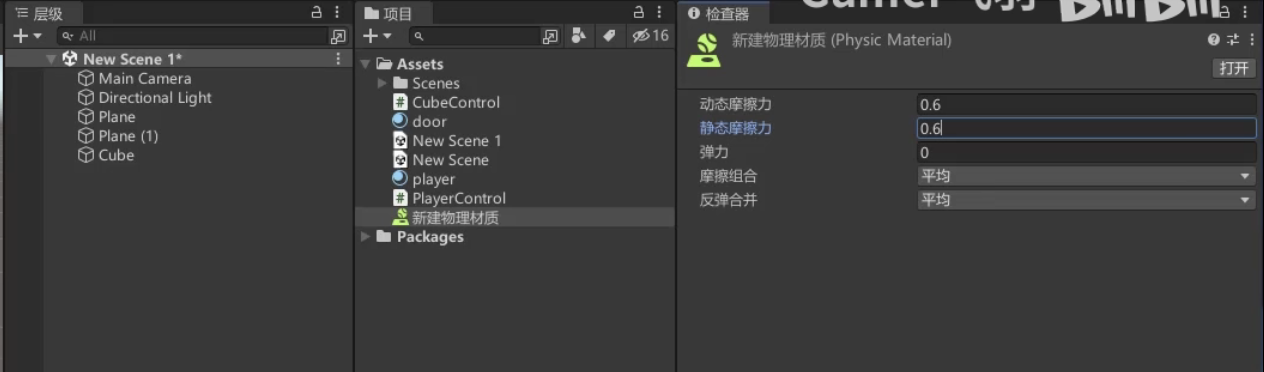 层级
All
New Scene 1*
Main Camera
Directional Light
Plane
Plane (1)
Cube
项目
16
Assets
Scenes
CubeControl
door
New Scene 1
New Scene
player
PlayerControl
新建物理材质
Packages
检查器
新建物理材质 (Physic Material)
打开
动态摩擦力 0.6
静态摩擦力 0.6
弹力 0
摩擦组合 平均
反弹合并 平均